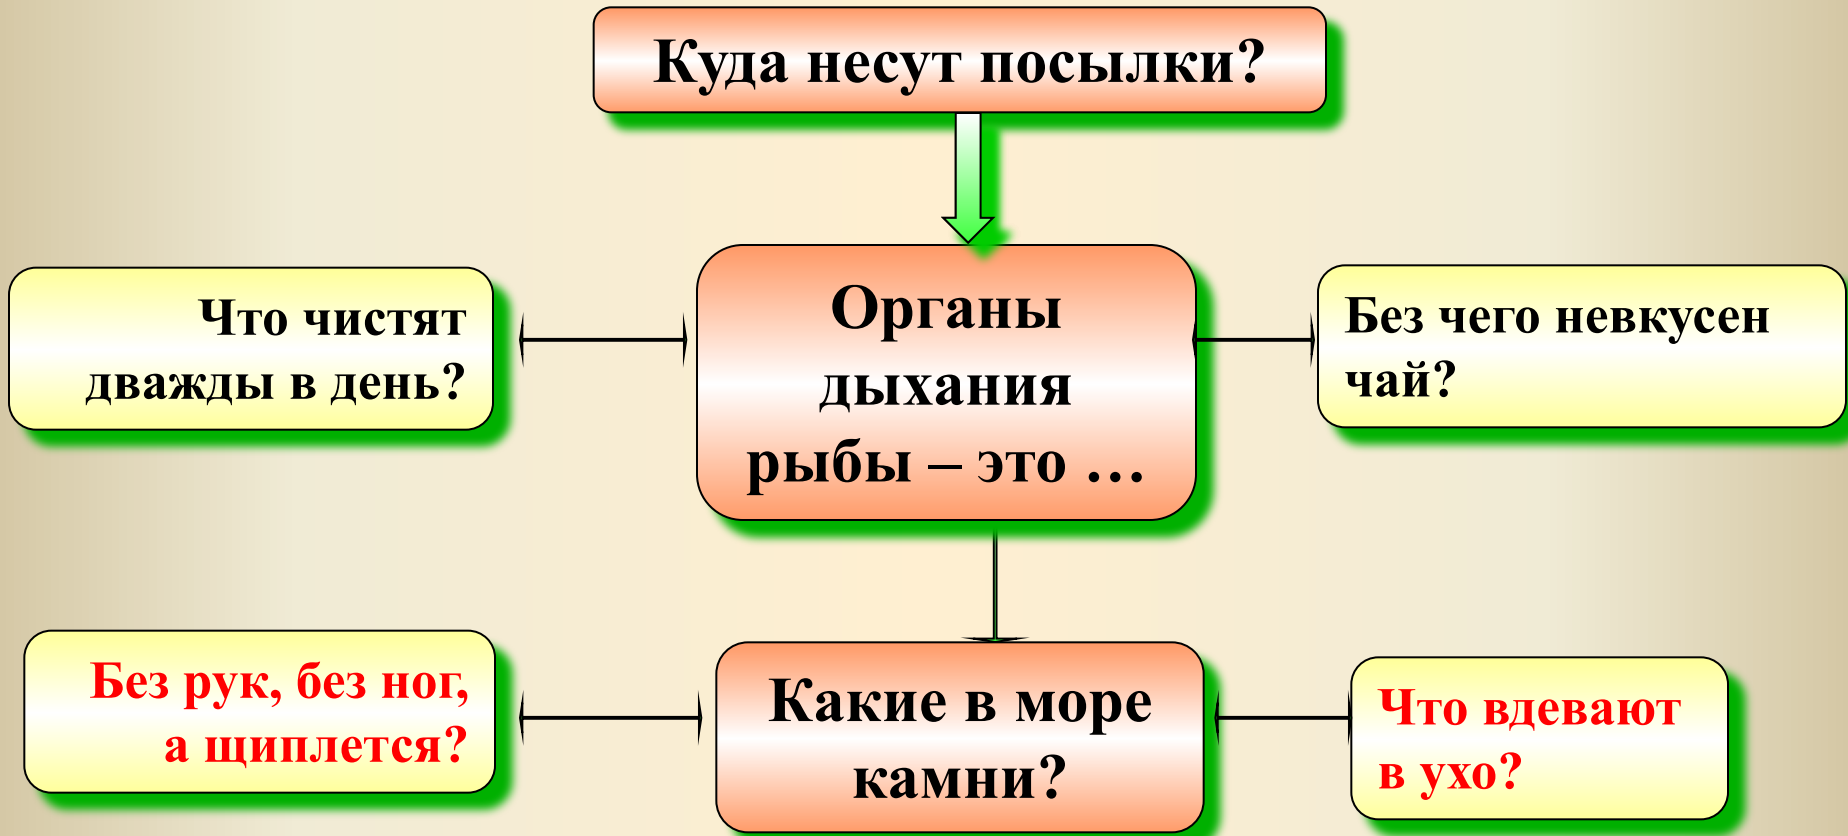 Куда несут посылки?
Что чистят
дважды в день?
Органы
дыхания
рыбы – это …
Без чего невкусен
чай?
Без рук, без ног,
а щиплется?
Какие в море
камни?
Что вдевают
в ухо?